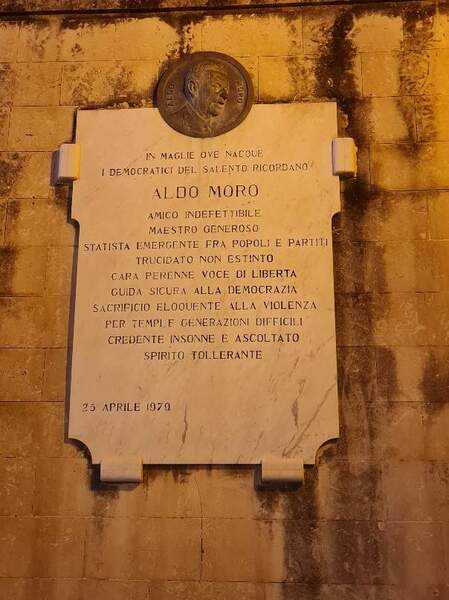 ALDO MORO
IN MAGLIE OVE NACQUE
I DEMOCRATICI DEL SALENTO RICORDANO
ALDO MORO
AMICO INDEFETTIBILE
MAESTRO GENEROSO
STATISTA EMERGENTE FRA POPOLI E PARTITI
TRUCIDATO NON ESTINTO
CARA PERENNE VOCE DI LIBERTA
GUIDA SICURA ALLA DEMOCRAZIA
SACRIFICIO ELOQUENTE ALLA VIOLENZA
PER TEMPI E GENERAZIONI DIFFICILI
CREDENTE INSONNE E ASCOLTATO
SPIRITO TOLLERANTE
25 APRILE 1979